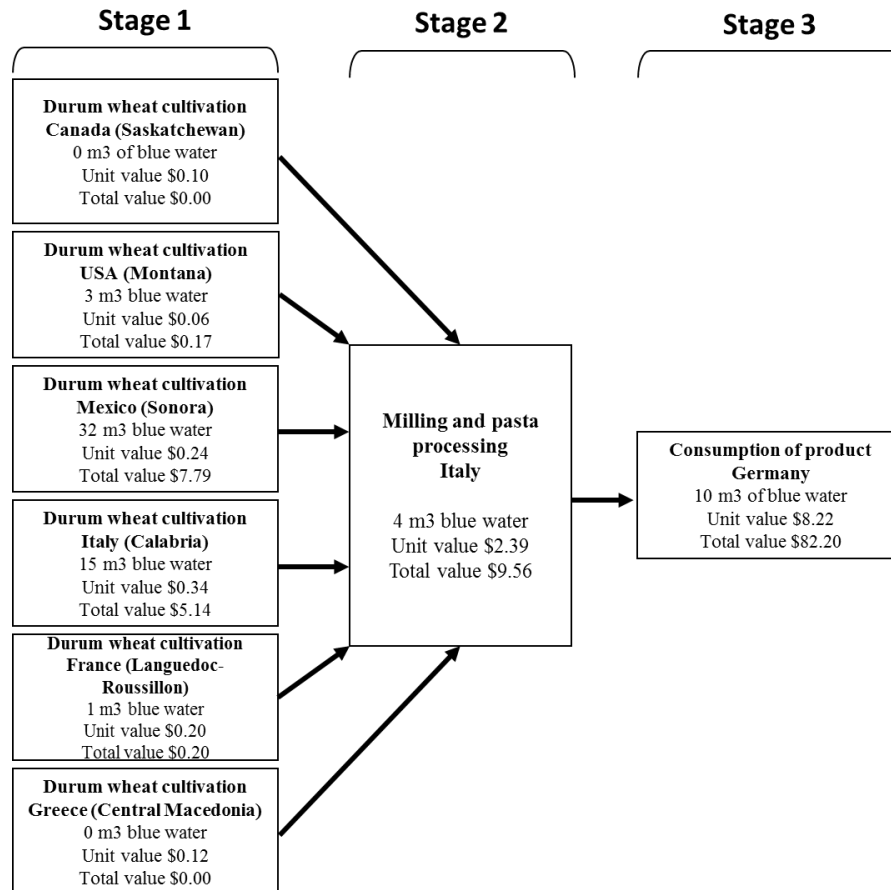 Stage 1
Stage 2
Stage 3
Durum wheat cultivation
Canada (Saskatchewan)
0 m3 of blue water
Unit value $0.10
Total value $0.00
Durum wheat cultivation
USA (Montana)
3 m3 blue water
Unit value $0.06
Total value $0.17
Durum wheat cultivation
Mexico (Sonora)
32 m3 blue water
Unit value $0.24
Total value $7.79
Durum wheat cultivation
Italy (Calabria)
15 m3 blue water
Unit value $0.34
Total value $5.14
Durum wheat cultivation
France (Languedoc-
Roussillon)
1 m3 blue water
Unit value $0.20
Total value $0.20
Durum wheat cultivation
Greece (Central Macedonia)
0 m3 blue water
Unit value $0.12
Total value $0.00
Milling and pasta
processing
Italy
4 m3 blue water
Unit value $2.39
Total value $9.56
Consumption of product
Germany
10 m3 of blue water
Unit value $8.22
Total value $82.20